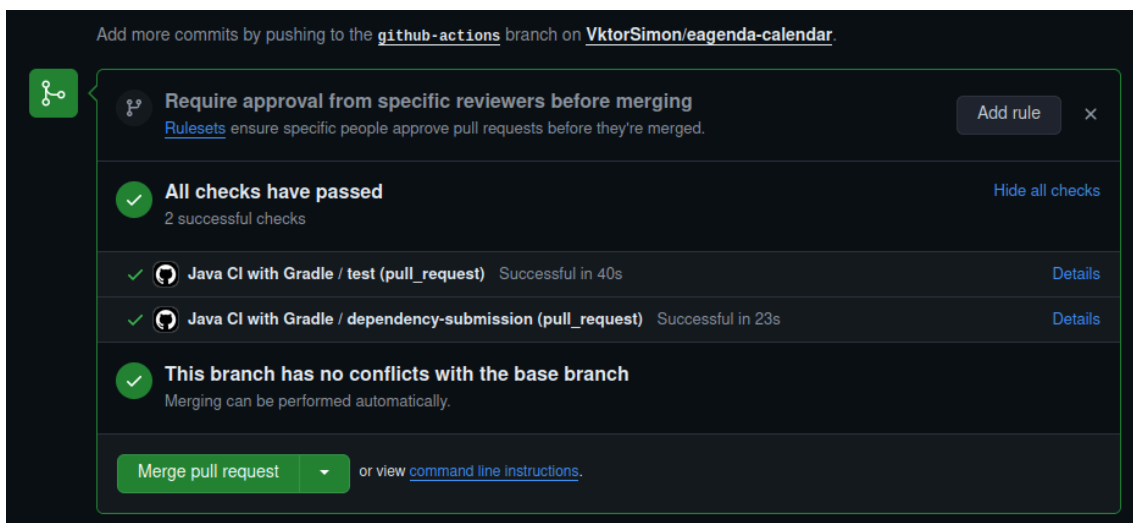 Add more commits by pushing to the github-actions branch on VktorSimon/eagenda-calendar.
Require approval from specific reviewers before merging
Rulesets ensure specific people approve pull requests before they're merged.
Add rule
All checks have passed
2 successful checks
Hide all checks
Java CI with Gradle / test (pull_request) Successful in 40s
Details
Java CI with Gradle / dependency-submission (pull_request) Successful in 23s
Details
This branch has no conflicts with the base branch
Merging can be performed automatically.
Merge pull request
or view command line instructions.